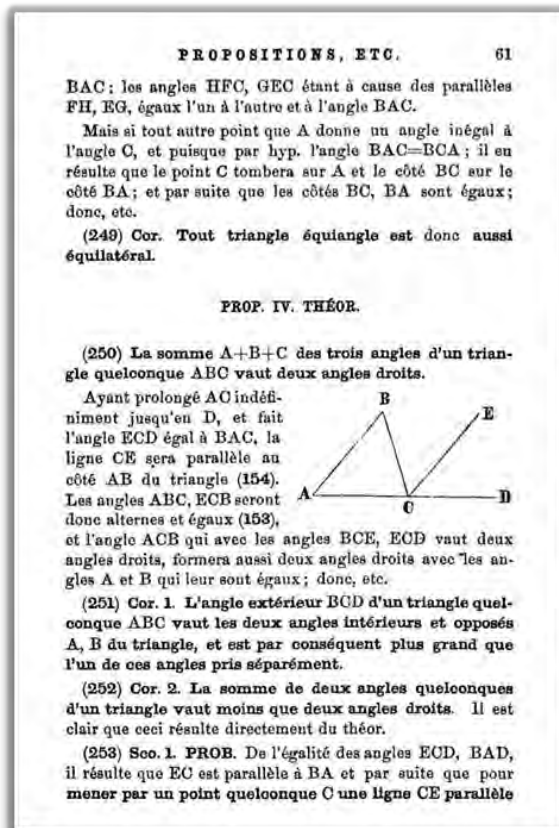 PROPOSITIONS, ETC. 61
BAC; les angles HFC, GEC étant à cause des parallèles
FH, EG, égaux l'un à l'autre et à l'angle BAC.
Mais si tout autre point que A donne un angle inégal à
l'angle C, et puisque par hyp. l'angle BAC=BCA; il en
résulte que le point C tombera sur A et le côté BC sur le
côté BA; et par suite que les côtés BC, BA sont égaux;
donc, etc.
(249) Cor. Tout triangle équiangle est donc aussi
équilatéral.
PROP. IV. THÉOR.
(250) La somme A+B+C des trois angles d'un trian-
gle quelconque ABC vaut deux angles droits.
Ayant prolongé AC indéfi-
niment jusqu'en D, et fait
l'angle ECD égal à BAC, la
ligne CE sera parallèle au
côté AB du triangle (154).
Les angles ABC, ECB seront
donc alternes et égaux (153),
B
E
A
C
D
et l'angle ACB qui avec les angles BCE, ECD vaut deux
angles droits, formera aussi deux angles droits avec les an-
gles A et B qui leur sont égaux; donc, etc.
(251) Cor. 1. L'angle extérieur BCD d'un triangle quel-
conque ABC vaut les deux angles intérieurs et opposés
A, B du triangle, et est par conséquent plus grand que
l'un de ces angles pris séparément.
(252) Cor. 2. La somme de deux angles quelconques
d'un triangle vaut moins que deux angles droits. Il est
clair que ceci résulte directement du théor.
(253) Sco. 1. PROB. De l'égalité des angles ECD, BAD,
il résulte que EC est parallèle à BA et par suite que pour
mener par un point quelconque C une ligne CE parallèle